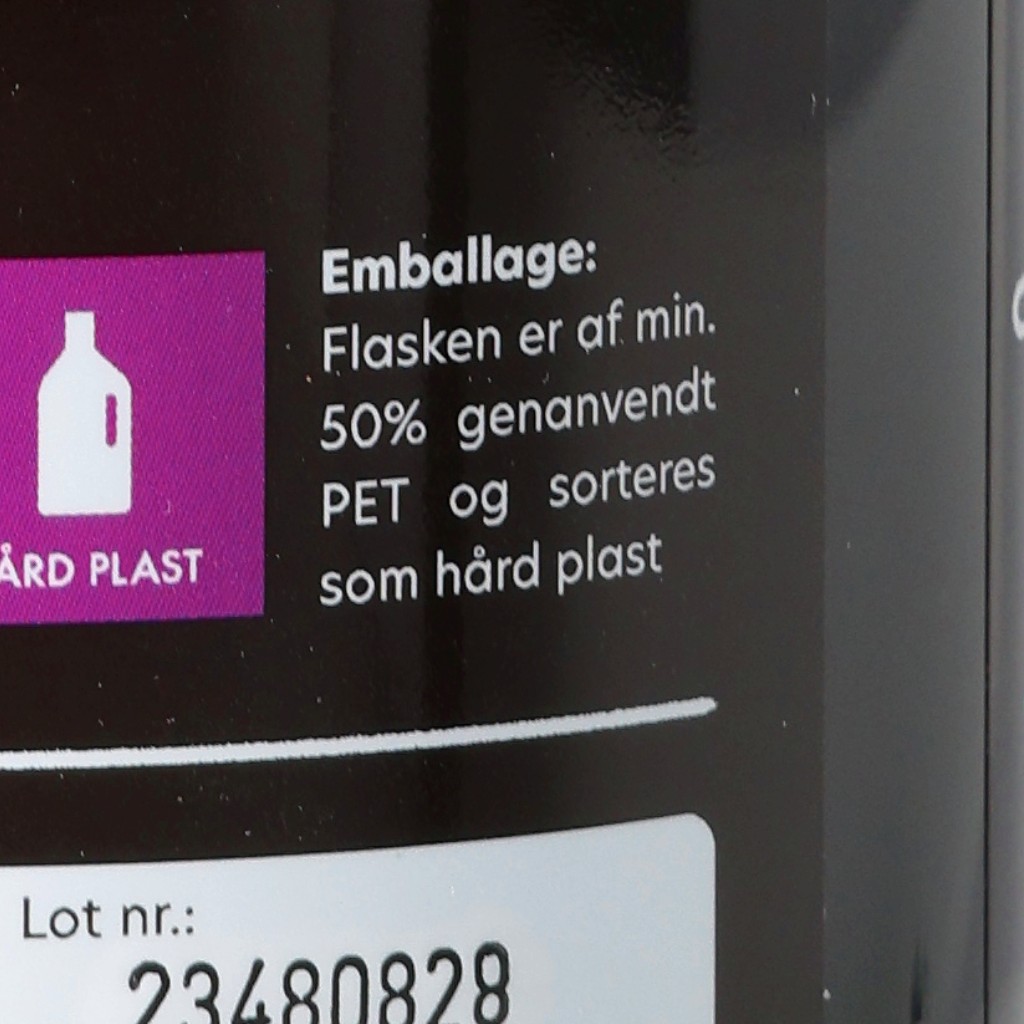 Emballage:
Flasken er af min.
50% genanvendt
PET og sorteres
som hård plast
ÅRD PLAST
Lot nr.:
23480828